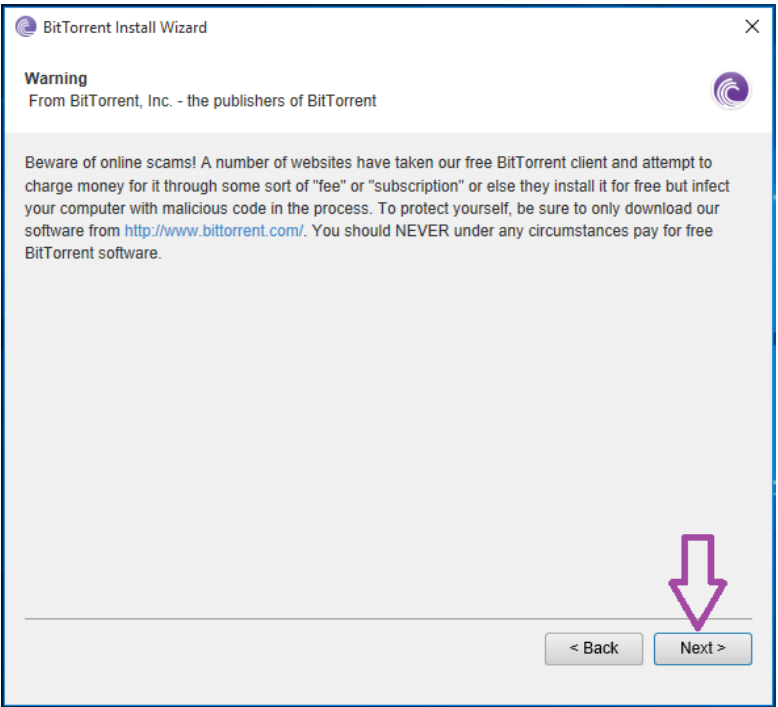 BitTorrent Install Wizard
Warning
From BitTorrent, Inc. - the publishers of BitTorrent
Beware of online scams! A number of websites have taken our free BitTorrent client and attempt to
charge money for it through some sort of "fee" or "subscription" or else they install it for free but infect
your computer with malicious code in the process. To protect yourself, be sure to only download our
software from http://www.bittorrent.com/. You should NEVER under any circumstances pay for free
BitTorrent software.
< Back Next >